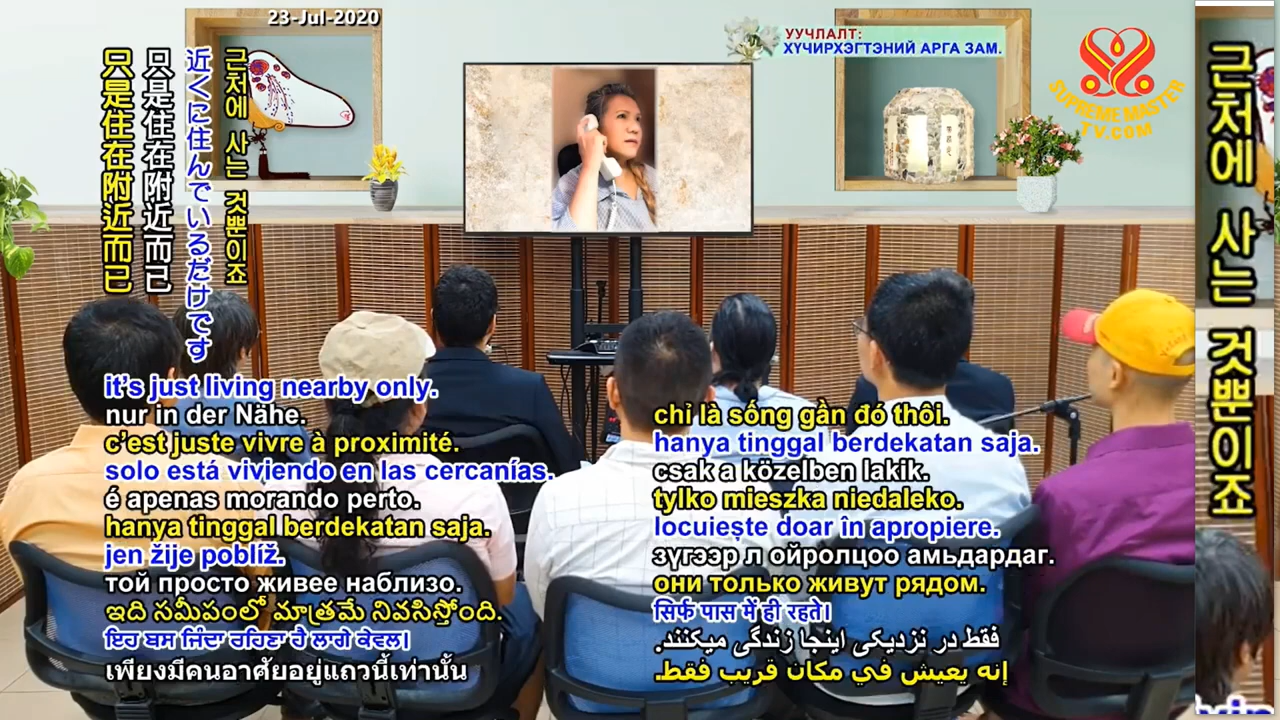 23-Jul-2020
УУЧЛАЛТ:
ХҮЧИРХЭГТЭНИЙ АРГА ЗАМ.
SUPREME MASTER
TV.COM
근처에 사는 것뿐이죠
近くに住んでいるだけです
只是住在附近而已
只是住在附近而已
it's just living nearby only.
nur in der Nähe.
c'est juste vivre à proximité.
solo está viviendo en las cercanías.
é apenas morando perto.
hanya tinggal berdekatan saja.
jen žije poblíž.
той просто живее наблизо.
ఇది సమీపంలో మాత్రమే నివసిస్తోంది.
ਇਹ ਬਸ ਜਿੰਦਾ ਰਹਿਣਾ ਹੈ ਲਾਗੇ ਕੇਵਲ।
เพียงมีคนอาศัยอยู่แถวนี้เท่านั้น
chỉ là sống gần đó thôi.
hanya tinggal berdekatan saja.
csak a közelben lakik.
tylko mieszka niedaleko.
locuiește doar în apropiere.
зүгээр л ойролцоо амьдардаг.
они только живут рядом.
सिर्फ पास में ही रहते।
فقط در نزدیکی اینجا زندگی میکنند.
إنه يعيش في مكان قريب فقط.
근처에 사는 것뿐이죠